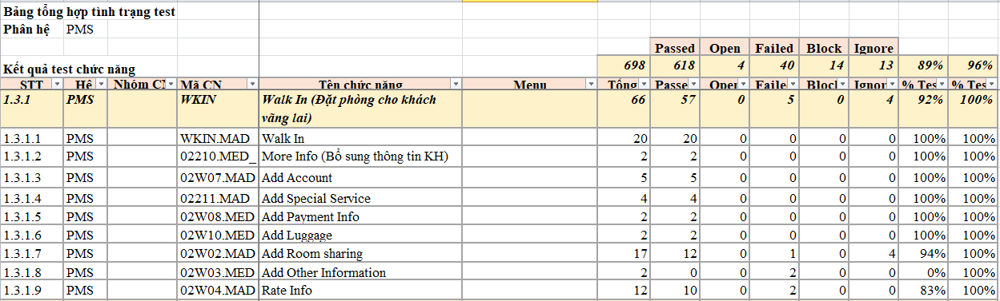 Bảng tổng hợp tình trạng test
Phân hệ PMS
Passed Open Failed Block Ignore
Kết quả test chức năng 698 618 4 40 14 13 89% 96%
STT Hệ Nhóm CN Mã CN Tên chức năng Menu Tổng Passe Open Faile Block Ignor % Tes % Tes
1.3.1 PMS WKIN Walk In (Đặt phòng cho khách vãng lai) 66 57 0 5 0 4 92% 100%
1.3.1.1 PMS WKIN.MAD Walk In 20 20 0 0 0 0 100% 100%
1.3.1.2 PMS 02210.MED_ More Info (Bổ sung thông tin KH) 2 2 0 0 0 0 100% 100%
1.3.1.3 PMS 02W07.MAD Add Account 5 5 0 0 0 0 100% 100%
1.3.1.4 PMS 02211.MAD Add Special Service 4 4 0 0 0 0 100% 100%
1.3.1.5 PMS 02W08.MED Add Payment Info 2 2 0 0 0 0 100% 100%
1.3.1.6 PMS 02W10.MED Add Luggage 2 2 0 0 0 0 100% 100%
1.3.1.7 PMS 02W02.MAD Add Room sharing 17 12 0 1 0 4 94% 100%
1.3.1.8 PMS 02W03.MED Add Other Information 2 0 0 2 0 0 0% 100%
1.3.1.9 PMS 02W04.MAD Rate Info 12 10 0 2 0 0 83% 100%